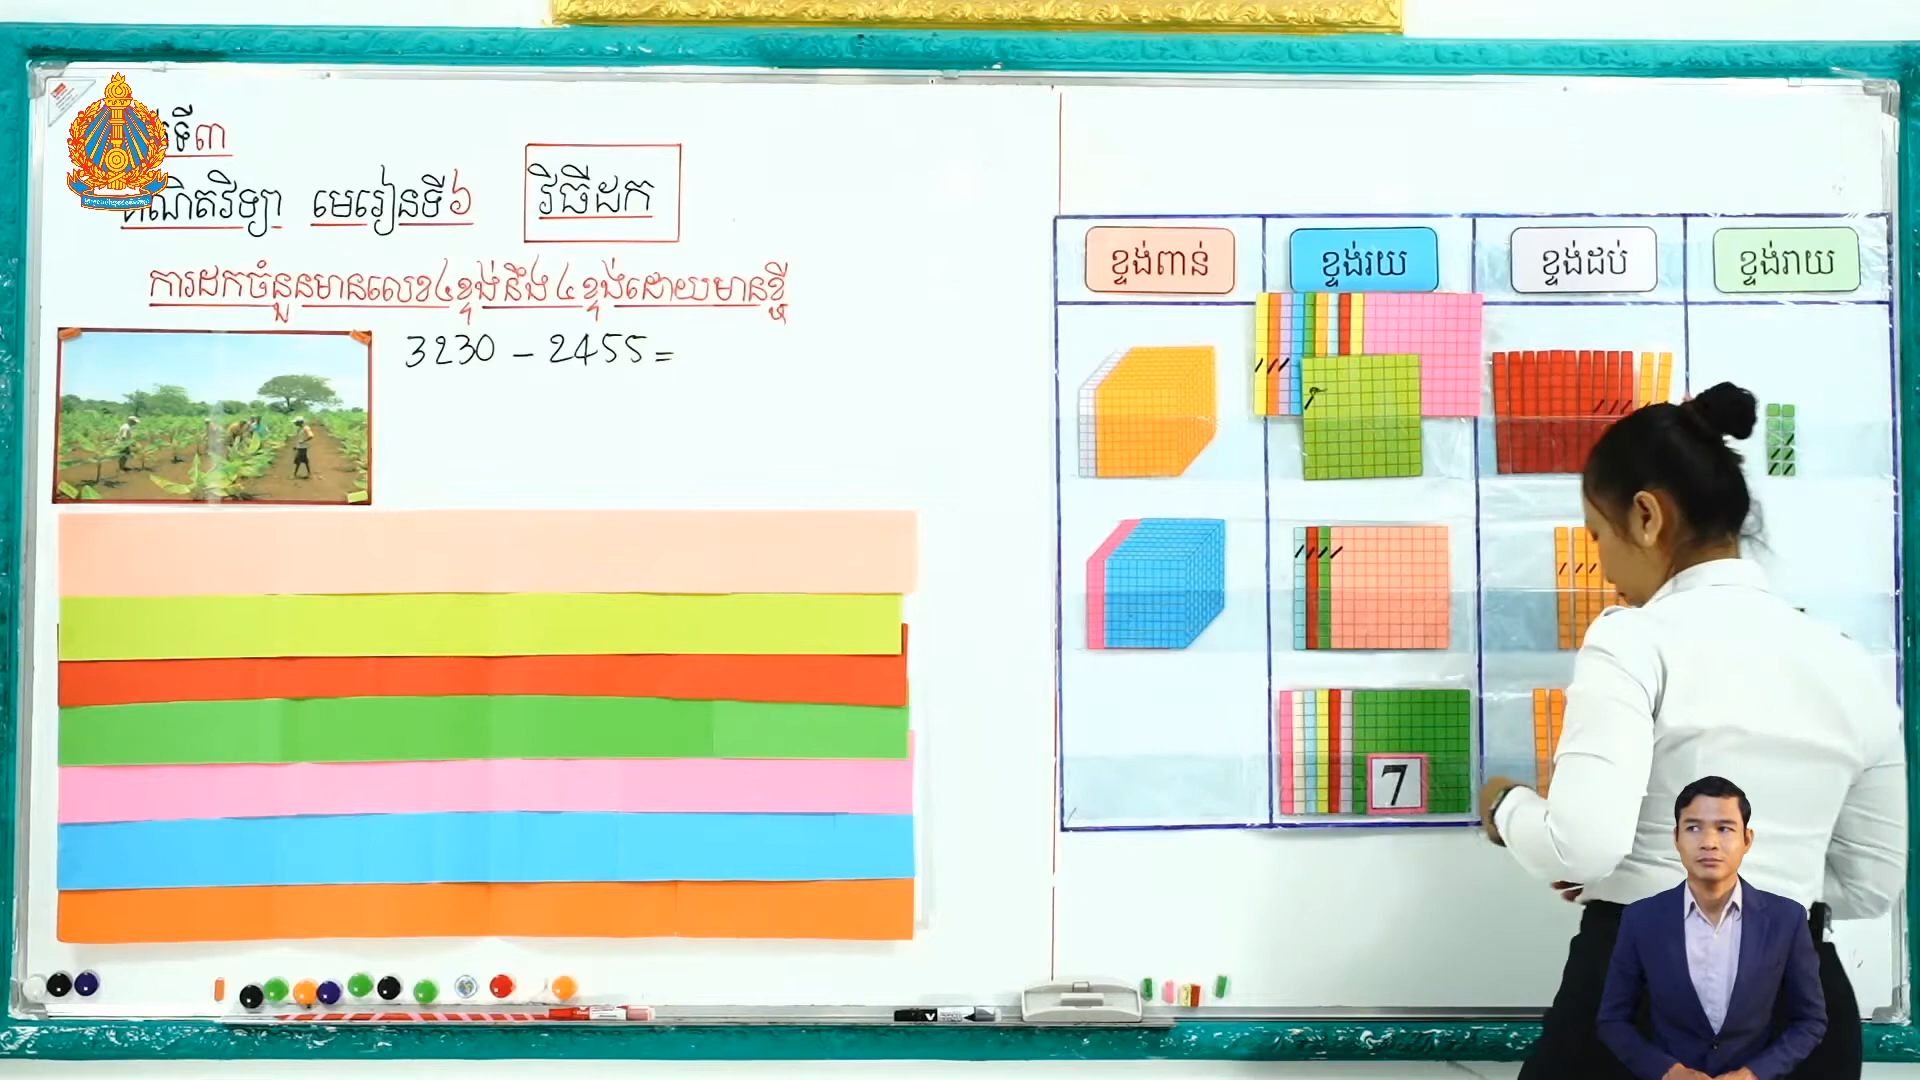 ទី៣
គណិតវិទ្យា មេរៀនទី៦ វិធីដក
ការដកចំនួនមានលេខ៤ខ្ទង់នឹង៤ខ្ទង់ដោយមានខ្ចី
3230 - 2455 =
ខ្ទង់ពាន់ ខ្ទង់រយ ខ្ទង់ដប់ ខ្ទង់រាយ
7